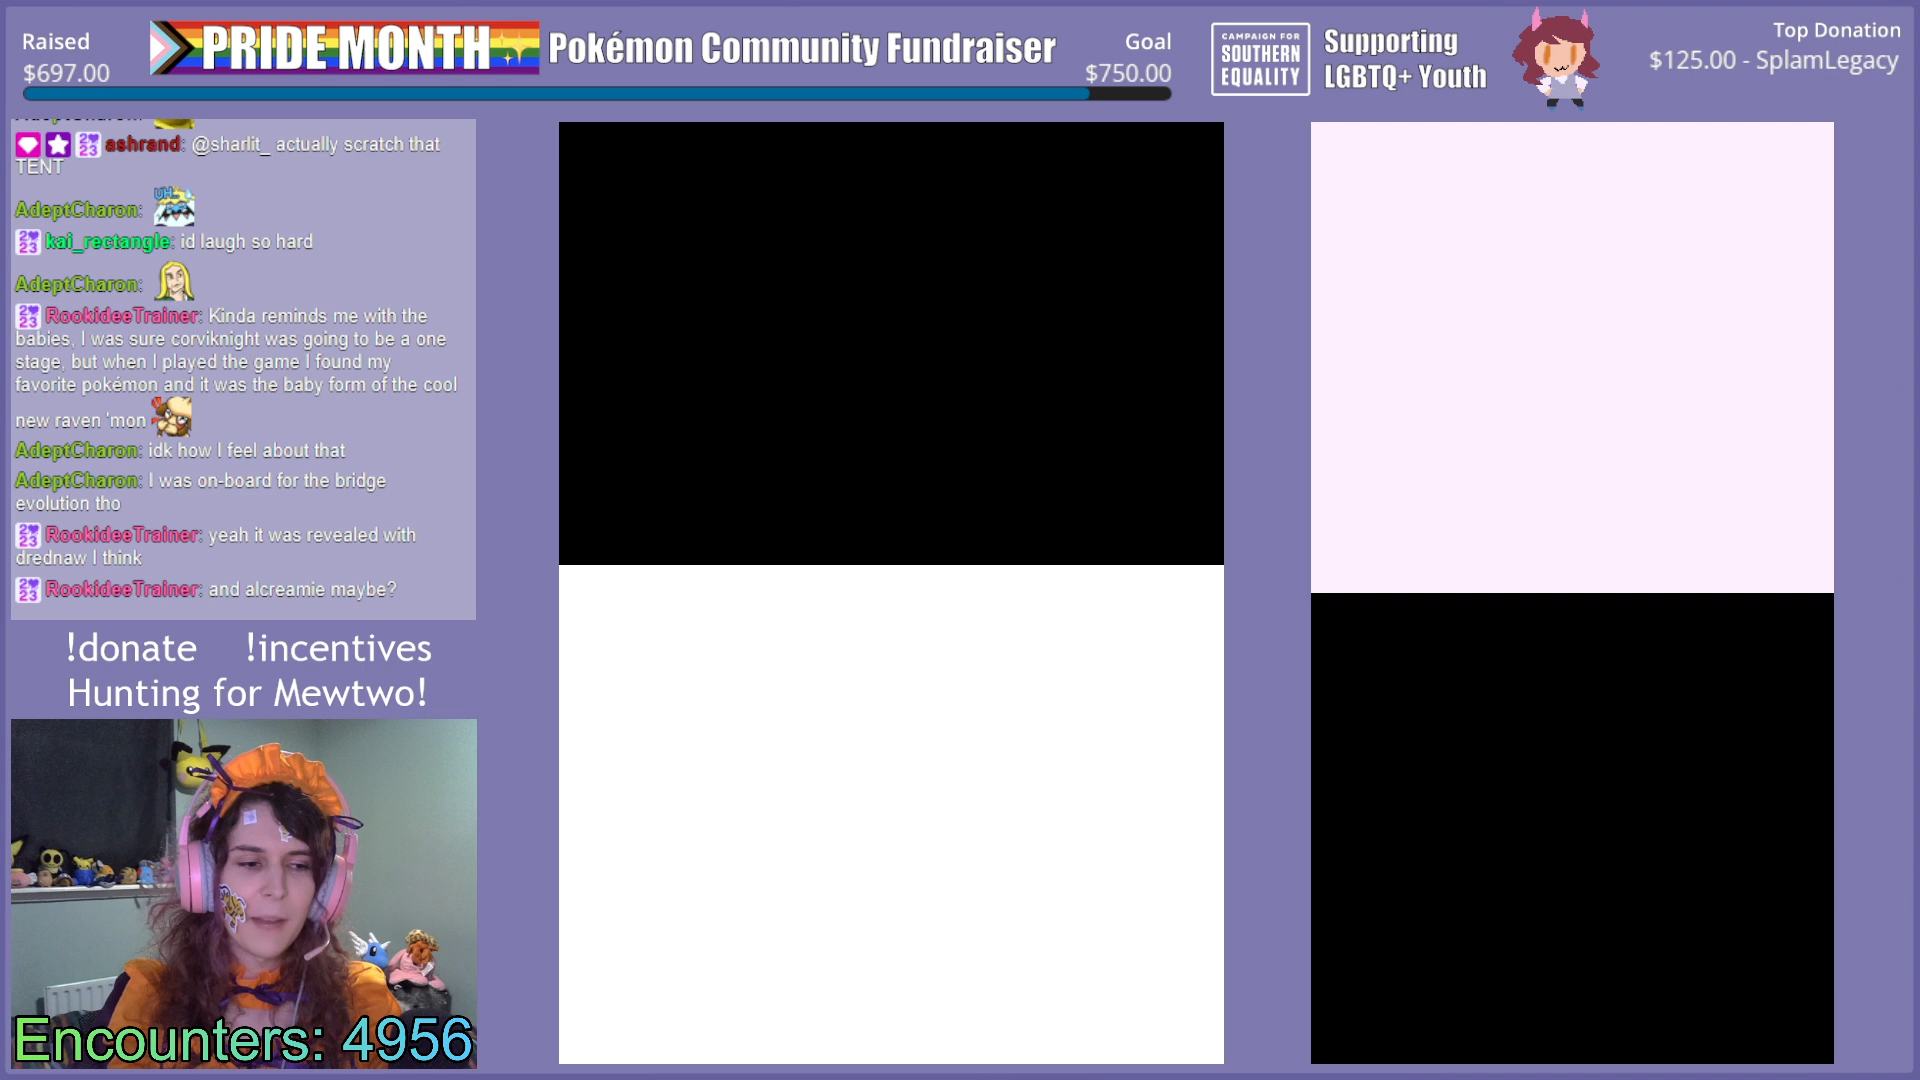 Raised
$697.00
PRIDE MONTH
Pokémon Community Fundraiser
Goal
$750.00
CAMPAIGN FOR
SOUTHERN
EQUALITY
Supporting
LGBTQ+ Youth
Top Donation
$125.00 - SplamLegacy
ashrand: @sharlit_ actually scratch that
TENT
AdeptCharon: UH...
kai_rectangle: id laugh so hard
AdeptCharon:
RookideeTrainer: Kinda reminds me with the
babies, I was sure corviknight was going to be a one
stage, but when I played the game I found my
favorite pokémon and it was the baby form of the cool
new raven 'mon
AdeptCharon: idk how I feel about that
AdeptCharon: I was on-board for the bridge
evolution tho
RookideeTrainer: yeah it was revealed with
drednaw I think
RookideeTrainer: and alcreamie maybe?
!donate !incentives
Hunting for Mewtwo!
Encounters: 4956